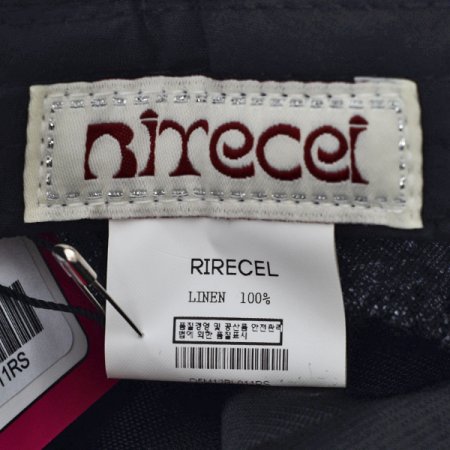 Rirecel
RIRECEL
LINEN 100%
품질경영 및 공산품 안전관리
법에 의한 품질표시
11RS